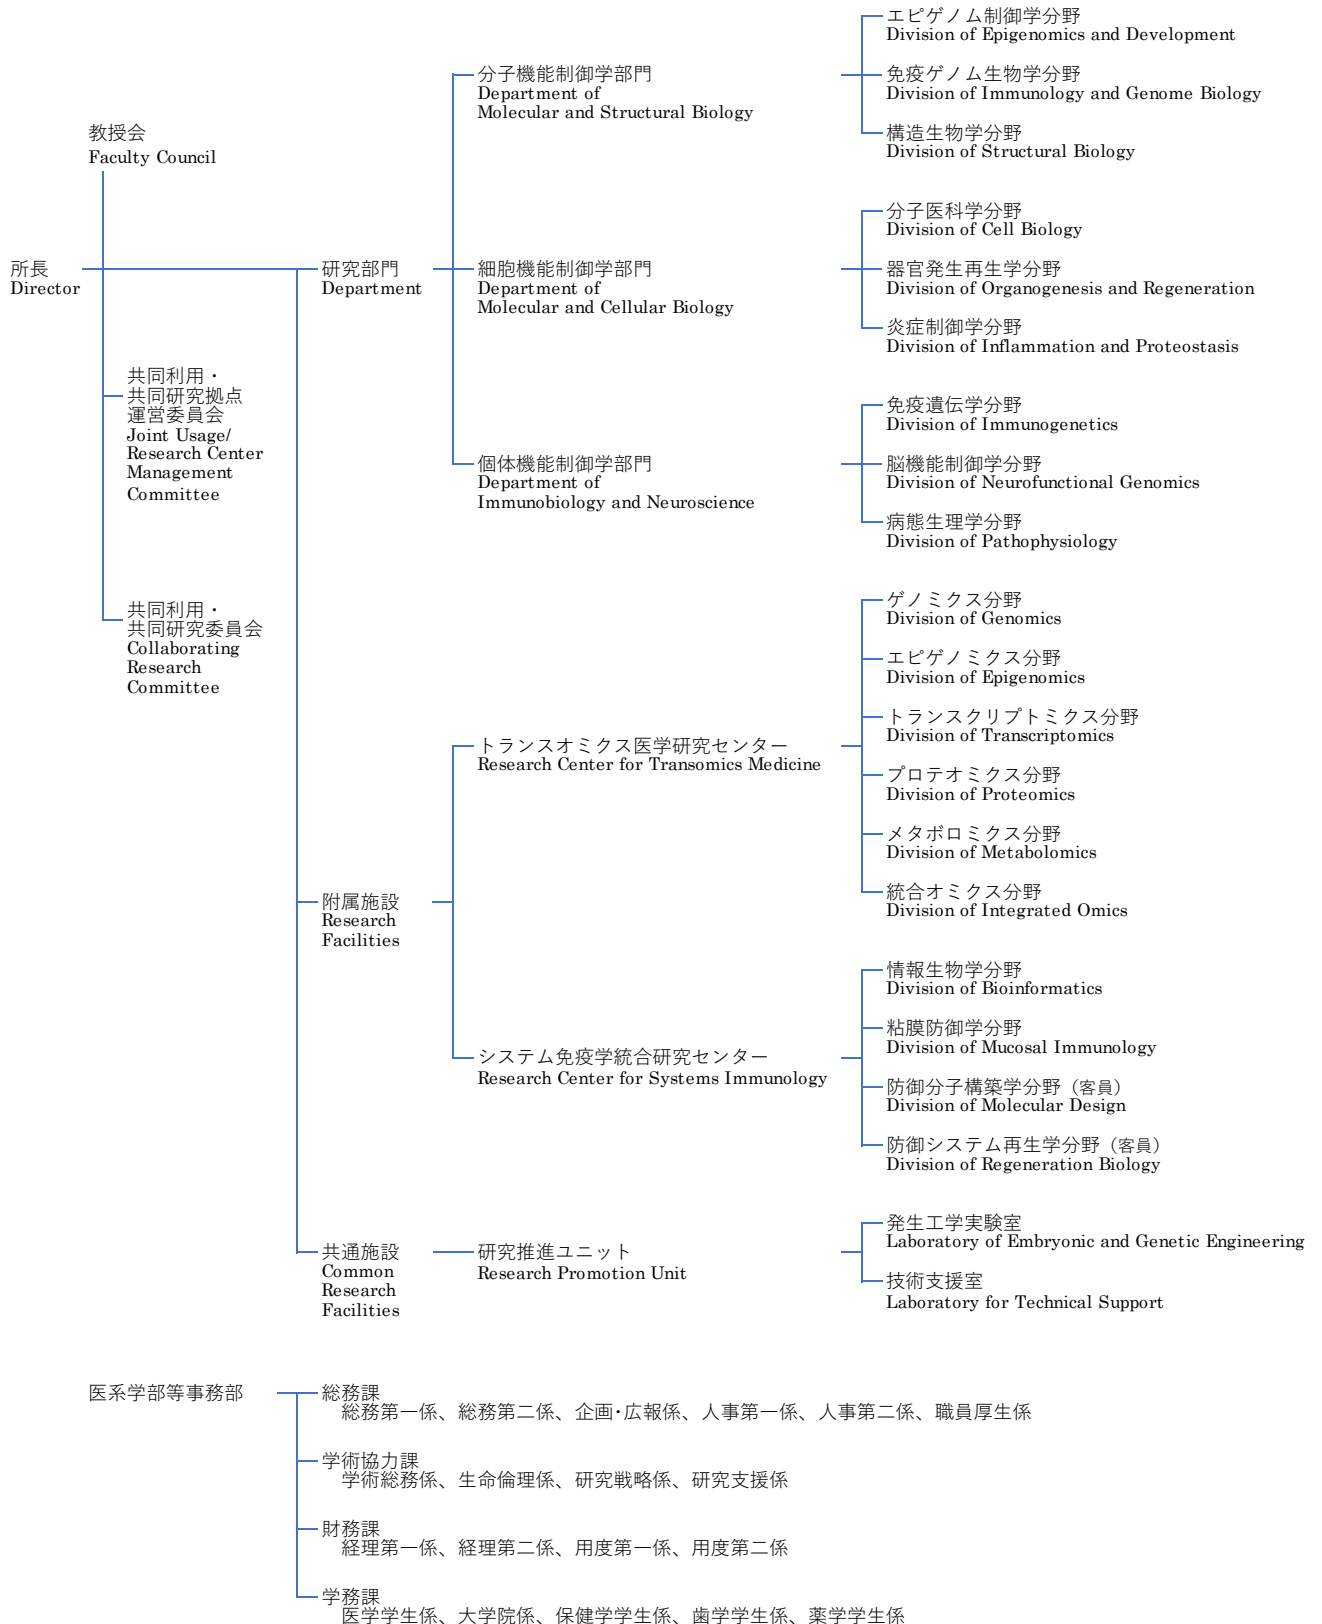 教授会
Faculty Council
所長
Director
共同利用・
共同研究拠点
運営委員会
Joint Usage/
Research Center
Management
Committee
共同利用・
共同研究委員会
Collaborating
Research
Committee
研究部門
Department
分子機能制御学部門
Department of
Molecular and Structural Biology
エピゲノム制御学分野
Division of Epigenomics and Development
免疫ゲノム生物学分野
Division of Immunology and Genome Biology
構造生物学分野
Division of Structural Biology
細胞機能制御学部門
Department of
Molecular and Cellular Biology
分子医科学分野
Division of Cell Biology
器官発生再生学分野
Division of Organogenesis and Regeneration
炎症制御学分野
Division of Inflammation and Proteostasis
個体機能制御学部門
Department of
Immunobiology and Neuroscience
免疫遺伝学分野
Division of Immunogenetics
脳機能制御学分野
Division of Neurofunctional Genomics
病態生理学分野
Division of Pathophysiology
附属施設
Research
Facilities
トランスオミクス医学研究センター
Research Center for Transomics Medicine
ゲノミクス分野
Division of Genomics
エピゲノミクス分野
Division of Epigenomics
トランスクリプトミクス分野
Division of Transcriptomics
プロテオミクス分野
Division of Proteomics
メタボロミクス分野
Division of Metabolomics
統合オミクス分野
Division of Integrated Omics
システム免疫学統合研究センター
Research Center for Systems Immunology
情報生物学分野
Division of Bioinformatics
粘膜防御学分野
Division of Mucosal Immunology
防御分子構築学分野（客員）
Division of Molecular Design
防御システム再生学分野（客員）
Division of Regeneration Biology
共通施設
Common
Research
Facilities
研究推進ユニット
Research Promotion Unit
発生工学実験室
Laboratory of Embryonic and Genetic Engineering
技術支援室
Laboratory for Technical Support
医系学部等事務部
総務課
総務第一係、総務第二係、企画・広報係、人事第一係、人事第二係、職員厚生係
学術協力課
学術総務係、生命倫理係、研究戦略係、研究支援係
財務課
経理第一係、経理第二係、用度第一係、用度第二係
学務課
医学学生係、大学院係、保健学学生係、歯学学生係、薬学学生係